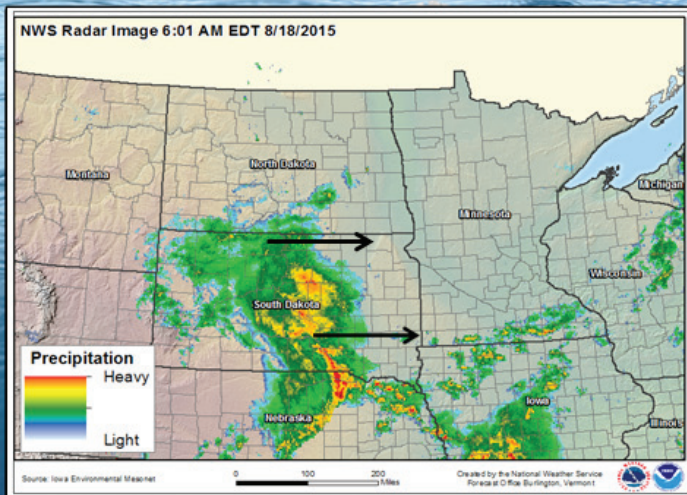 NWS Radar Image 6:01 AM EDT 8/18/2015
Montana
North Dakota
Minnesota
Michigan
Wisconsin
South Dakota
Precipitation
Heavy
Light
Nebraska
Iowa
Illinois
Source: Iowa Environmental Mesonet
0 100 200
Miles
Created by the National Weather Service
Forecast Office Burlington, Vermont